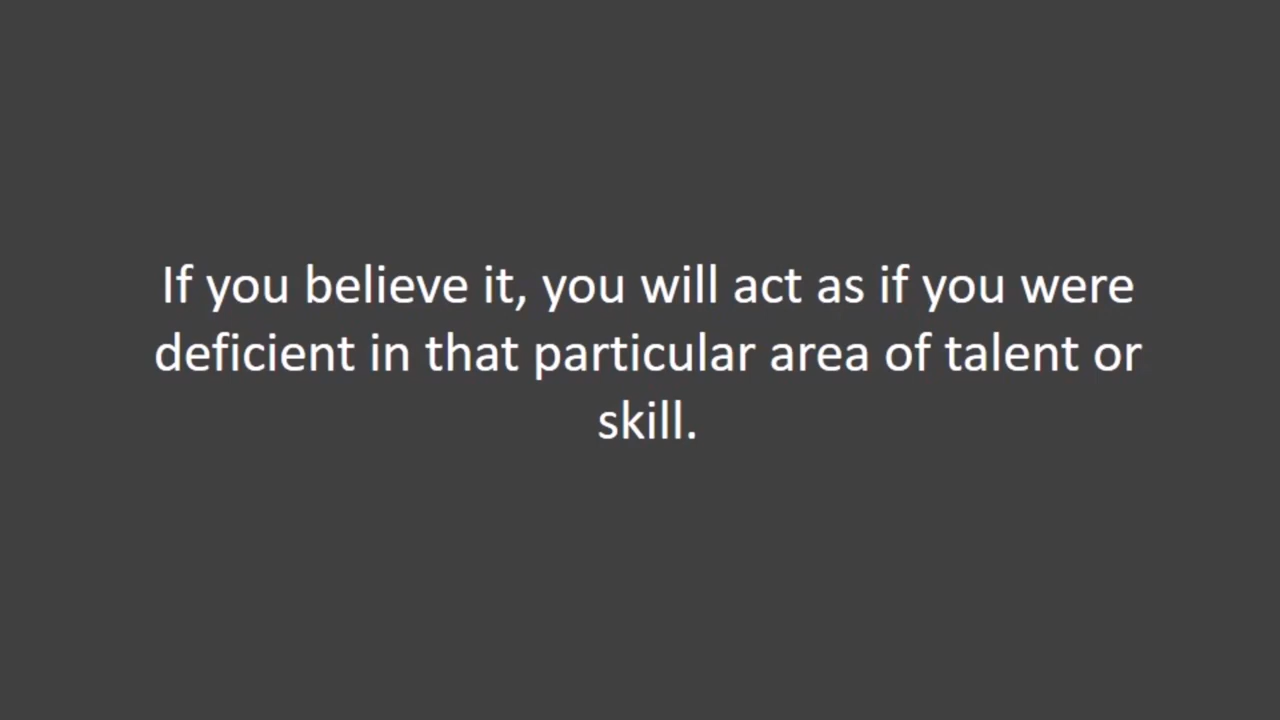 If you believe it, you will act as if you were
deficient in that particular area of talent or
skill.